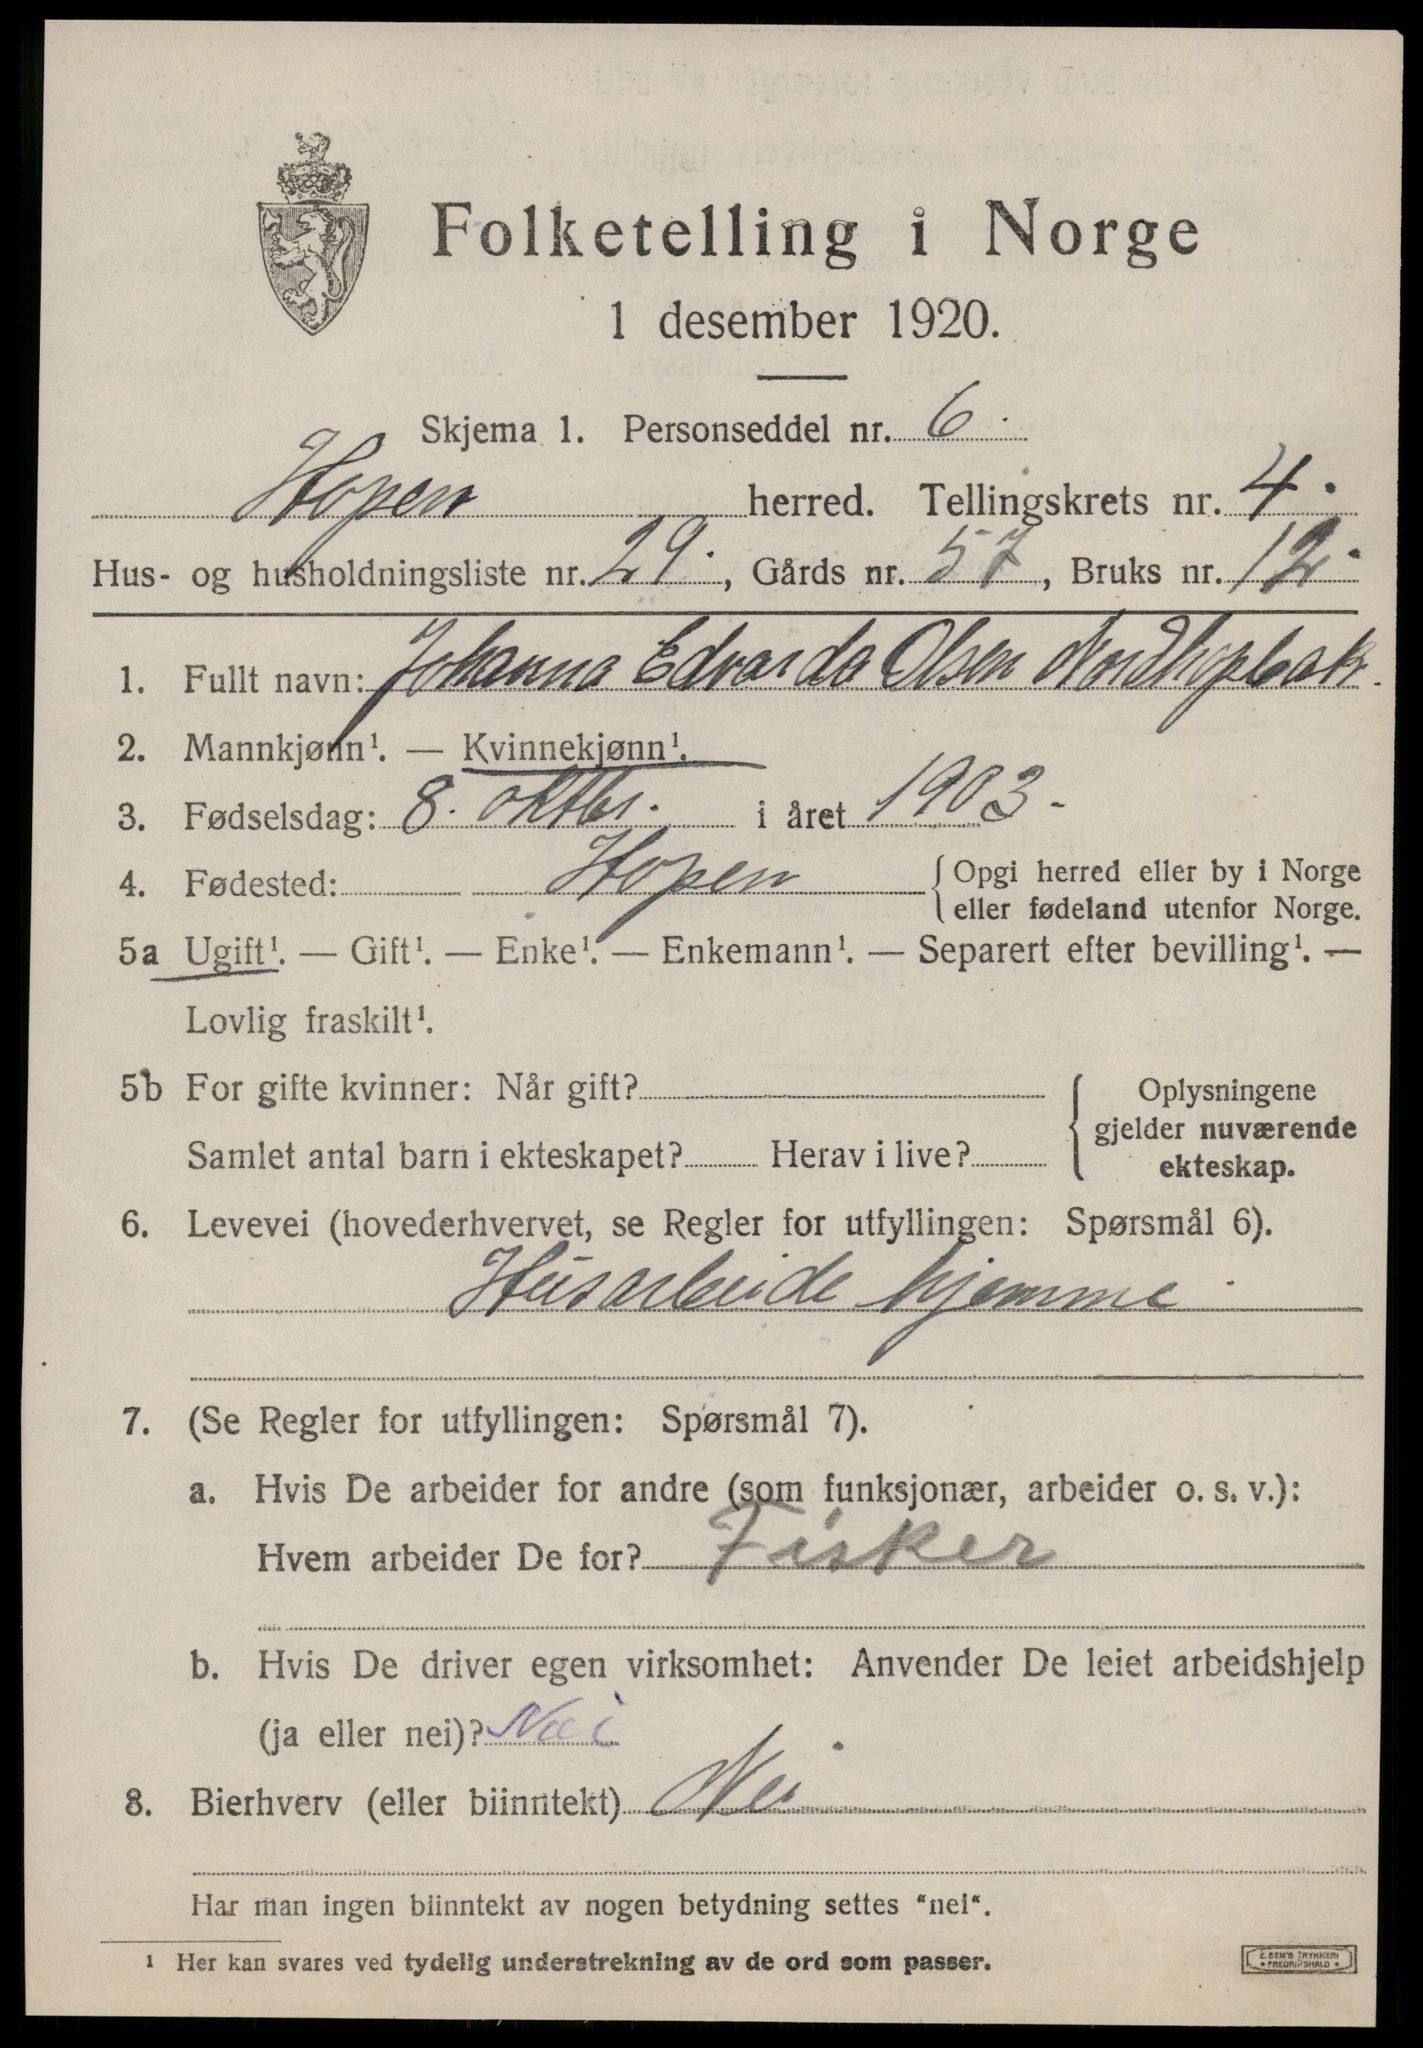 Folketelling i Norge
1 desember 1920.
Skjema 1. Personseddel nr. 6.
Hopen herred. Tellingskrets nr. 4.
Hus- og husholdningsliste nr. 29., Gårds nr. 57, Bruks nr. 12.
1. Fullt navn: Johanna Edvarda Olsen Nordhopbakk.
2. Mannkjønn¹. — Kvinnekjønn¹.
3. Fødselsdag: 8. oktbr. i året 1903.
4. Fødested: Hopen { Opgi herred eller by i Norge
eller fødeland utenfor Norge.
5a Ugift¹. — Gift¹. — Enke¹. — Enkemann¹. — Separert efter bevilling¹. —
Lovlig fraskilt¹.
5b For gifte kvinner: Når gift? { Oplysningene
gjelder nuværende
Samlet antal barn i ekteskapet? Herav i live? ekteskap.
6. Levevei (hovederhvervet, se Regler for utfyllingen: Spørsmål 6).
Husarbeide hjemme.
7. (Se Regler for utfyllingen: Spørsmål 7).
a. Hvis De arbeider for andre (som funksjonær, arbeider o. s. v.):
Hvem arbeider De for? Fisker
b. Hvis De driver egen virksomhet: Anvender De leiet arbeidshjelp
(ja eller nei)? Nei
8. Bierhverv (eller biinntekt) Nei
Har man ingen biinntekt av nogen betydning settes "nei".
¹ Her kan svares ved tydelig understrekning av de ord som passer.
E. SEM'S TRYKKERI
FREDRIKSHALD